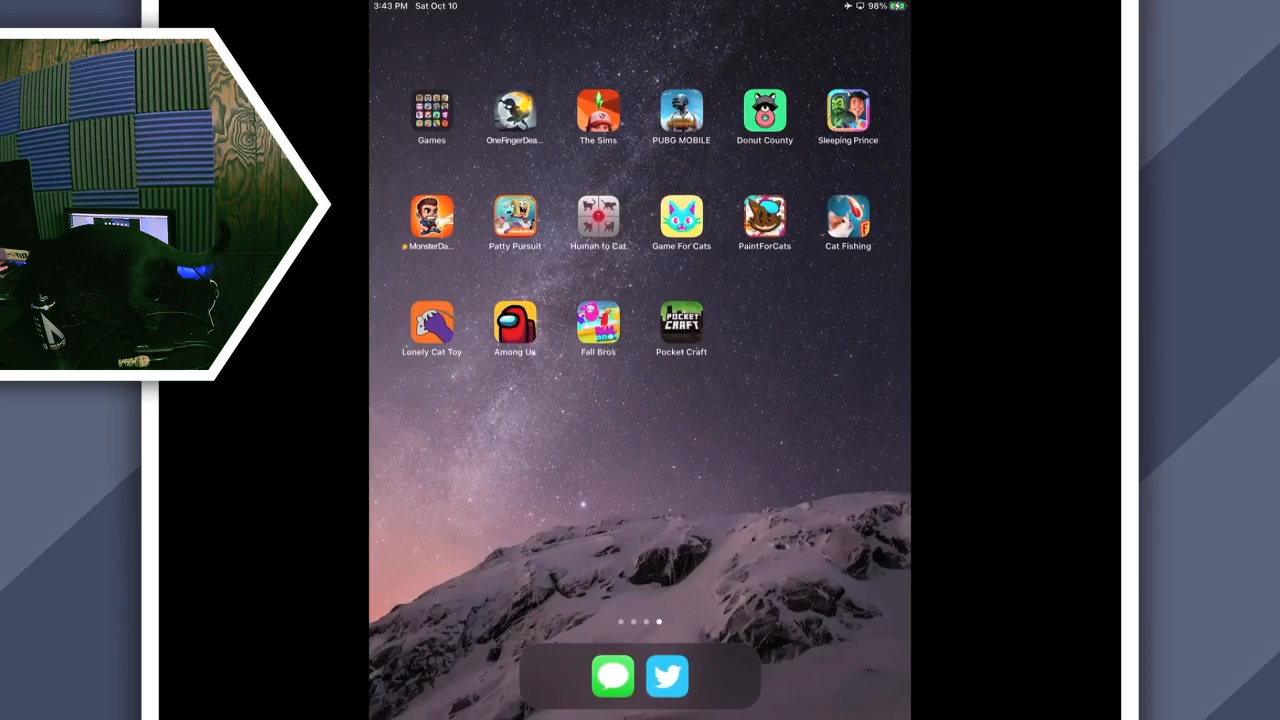 3:43 PM Sat Oct 10
98%
Games
OneFingerDea...
The Sims
PUBG MOBILE
Donut County
Sleeping Prince
MonsterDa...
Patty Pursuit
Human to Cat
Game For Cats
PaintForCats
Cat Fishing
POCKET
CRAFT
Lonely Cat Toy
Among Us
Fall Bros
Pocket Craft